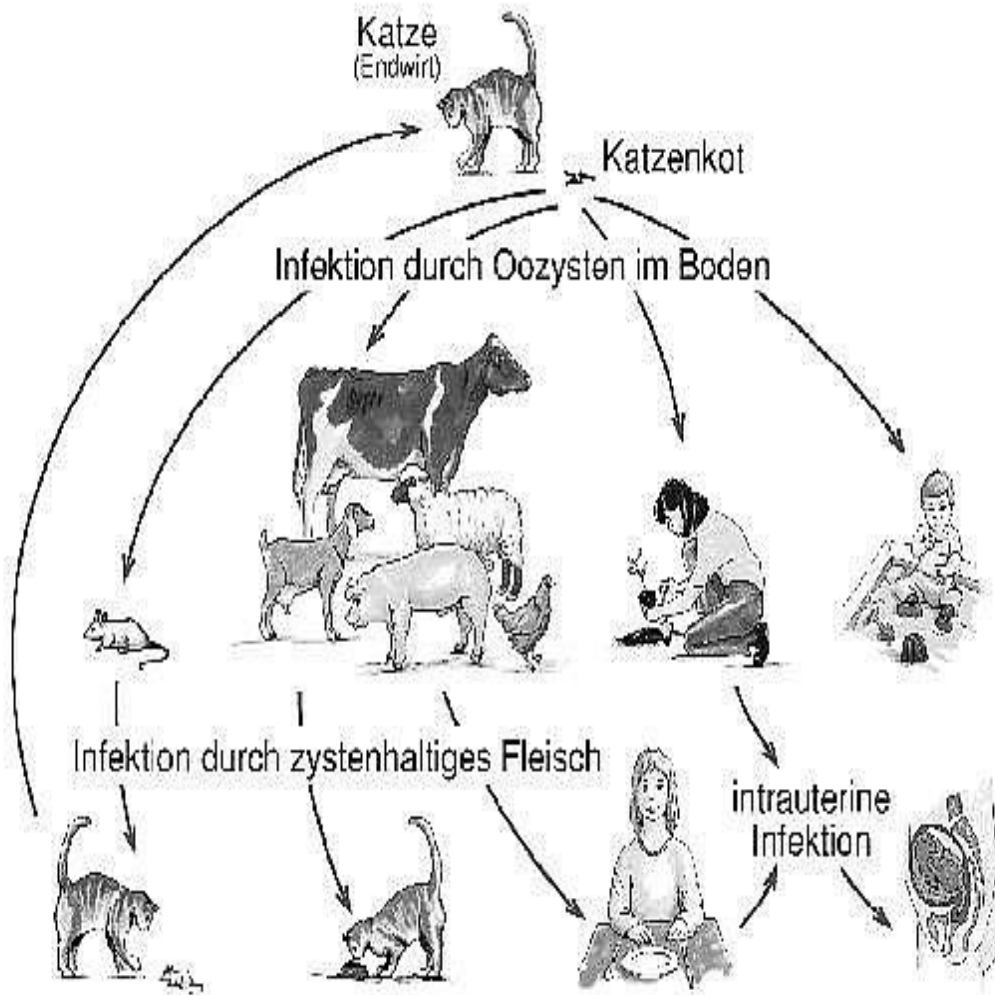 Katze
(Endwirt)
Katzenkot
Infektion durch Oozysten im Boden
Infektion durch zystenhaltiges Fleisch
intrauterine
Infektion